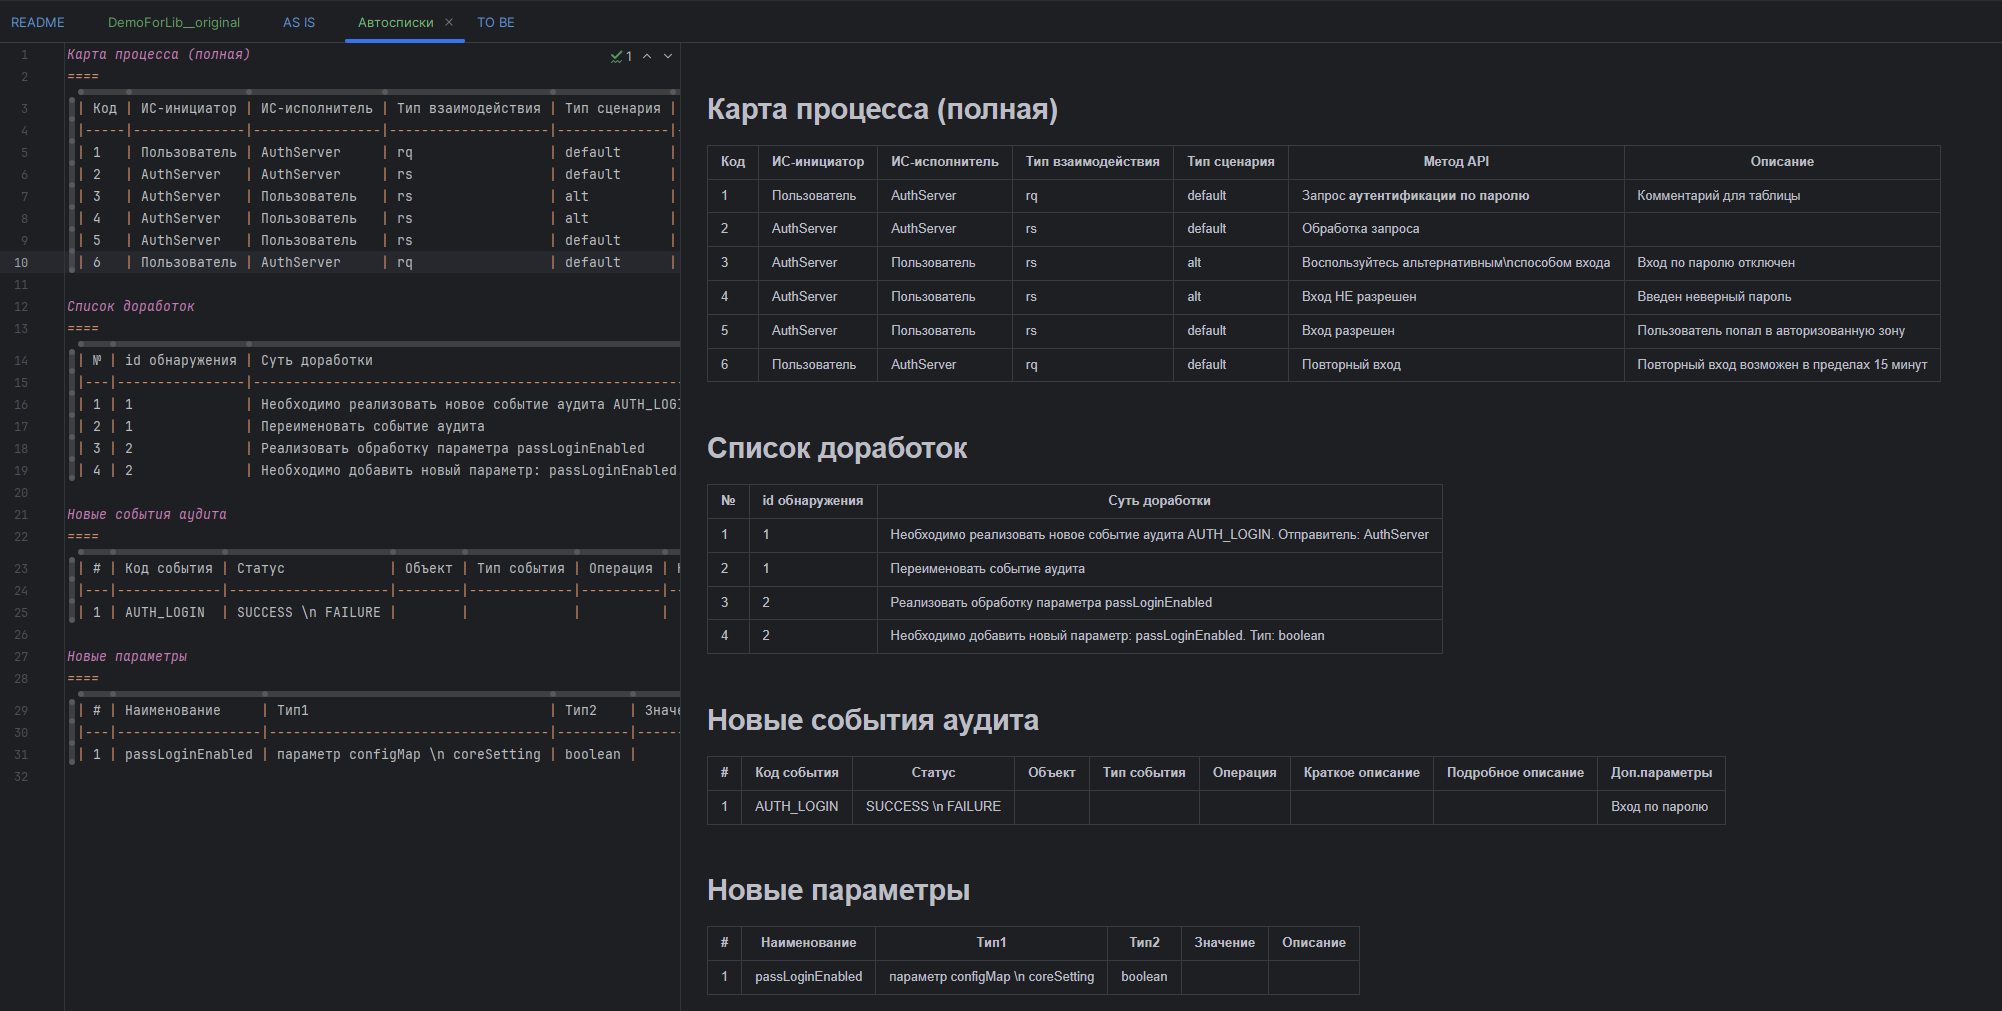 README DemoForLib__original AS IS Автосписки × TO BE
1 Карта процесса (полная) 1
2 ====
3 | Код | ИС-инициатор | ИС-исполнитель | Тип взаимодействия | Тип сценария |
4 |-----|--------------|----------------|--------------------|--------------|-
5 | 1 | Пользователь | AuthServer | rq | default |
6 | 2 | AuthServer | AuthServer | rs | default |
7 | 3 | AuthServer | Пользователь | rs | alt |
8 | 4 | AuthServer | Пользователь | rs | alt |
9 | 5 | AuthServer | Пользователь | rs | default |
10 | 6 | Пользователь | AuthServer | rq | default |
11
12 Список доработок
13 ====
14 | № | id обнаружения | Суть доработки
15 |---|----------------|------------------------------------------------------
16 | 1 | 1 | Необходимо реализовать новое событие аудита AUTH_LOGI
17 | 2 | 1 | Переименовать событие аудита
18 | 3 | 2 | Реализовать обработку параметра passLoginEnabled
19 | 4 | 2 | Необходимо добавить новый параметр: passLoginEnabled.
20
21 Новые события аудита
22 ====
23 | # | Код события | Статус | Объект | Тип события | Операция |
24 |---|-------------|--------------------|--------|-------------|----------|--
25 | 1 | AUTH_LOGIN | SUCCESS \n FAILURE | | | |
26
27 Новые параметры
28 ====
29 | # | Наименование | Тип1 | Тип2 | Значе
30 |---|------------------|-----------------------------------|---------|------
31 | 1 | passLoginEnabled | параметр configMap \n coreSetting | boolean |
32
Карта процесса (полная)
Код ИС-инициатор ИС-исполнитель Тип взаимодействия Тип сценария Метод API Описание
1 Пользователь AuthServer rq default Запрос аутентификации по паролю Комментарий для таблицы
2 AuthServer AuthServer rs default Обработка запроса
3 AuthServer Пользователь rs alt Воспользуйтесь альтернативным\nспособом входа Вход по паролю отключен
4 AuthServer Пользователь rs alt Вход НЕ разрешен Введен неверный пароль
5 AuthServer Пользователь rs default Вход разрешен Пользователь попал в авторизованную зону
6 Пользователь AuthServer rq default Повторный вход Повторный вход возможен в пределах 15 минут
Список доработок
№ id обнаружения Суть доработки
1 1 Необходимо реализовать новое событие аудита AUTH_LOGIN. Отправитель: AuthServer
2 1 Переименовать событие аудита
3 2 Реализовать обработку параметра passLoginEnabled
4 2 Необходимо добавить новый параметр: passLoginEnabled. Тип: boolean
Новые события аудита
# Код события Статус Объект Тип события Операция Краткое описание Подробное описание Доп.параметры
1 AUTH_LOGIN SUCCESS \n FAILURE Вход по паролю
Новые параметры
# Наименование Тип1 Тип2 Значение Описание
1 passLoginEnabled параметр configMap \n coreSetting boolean